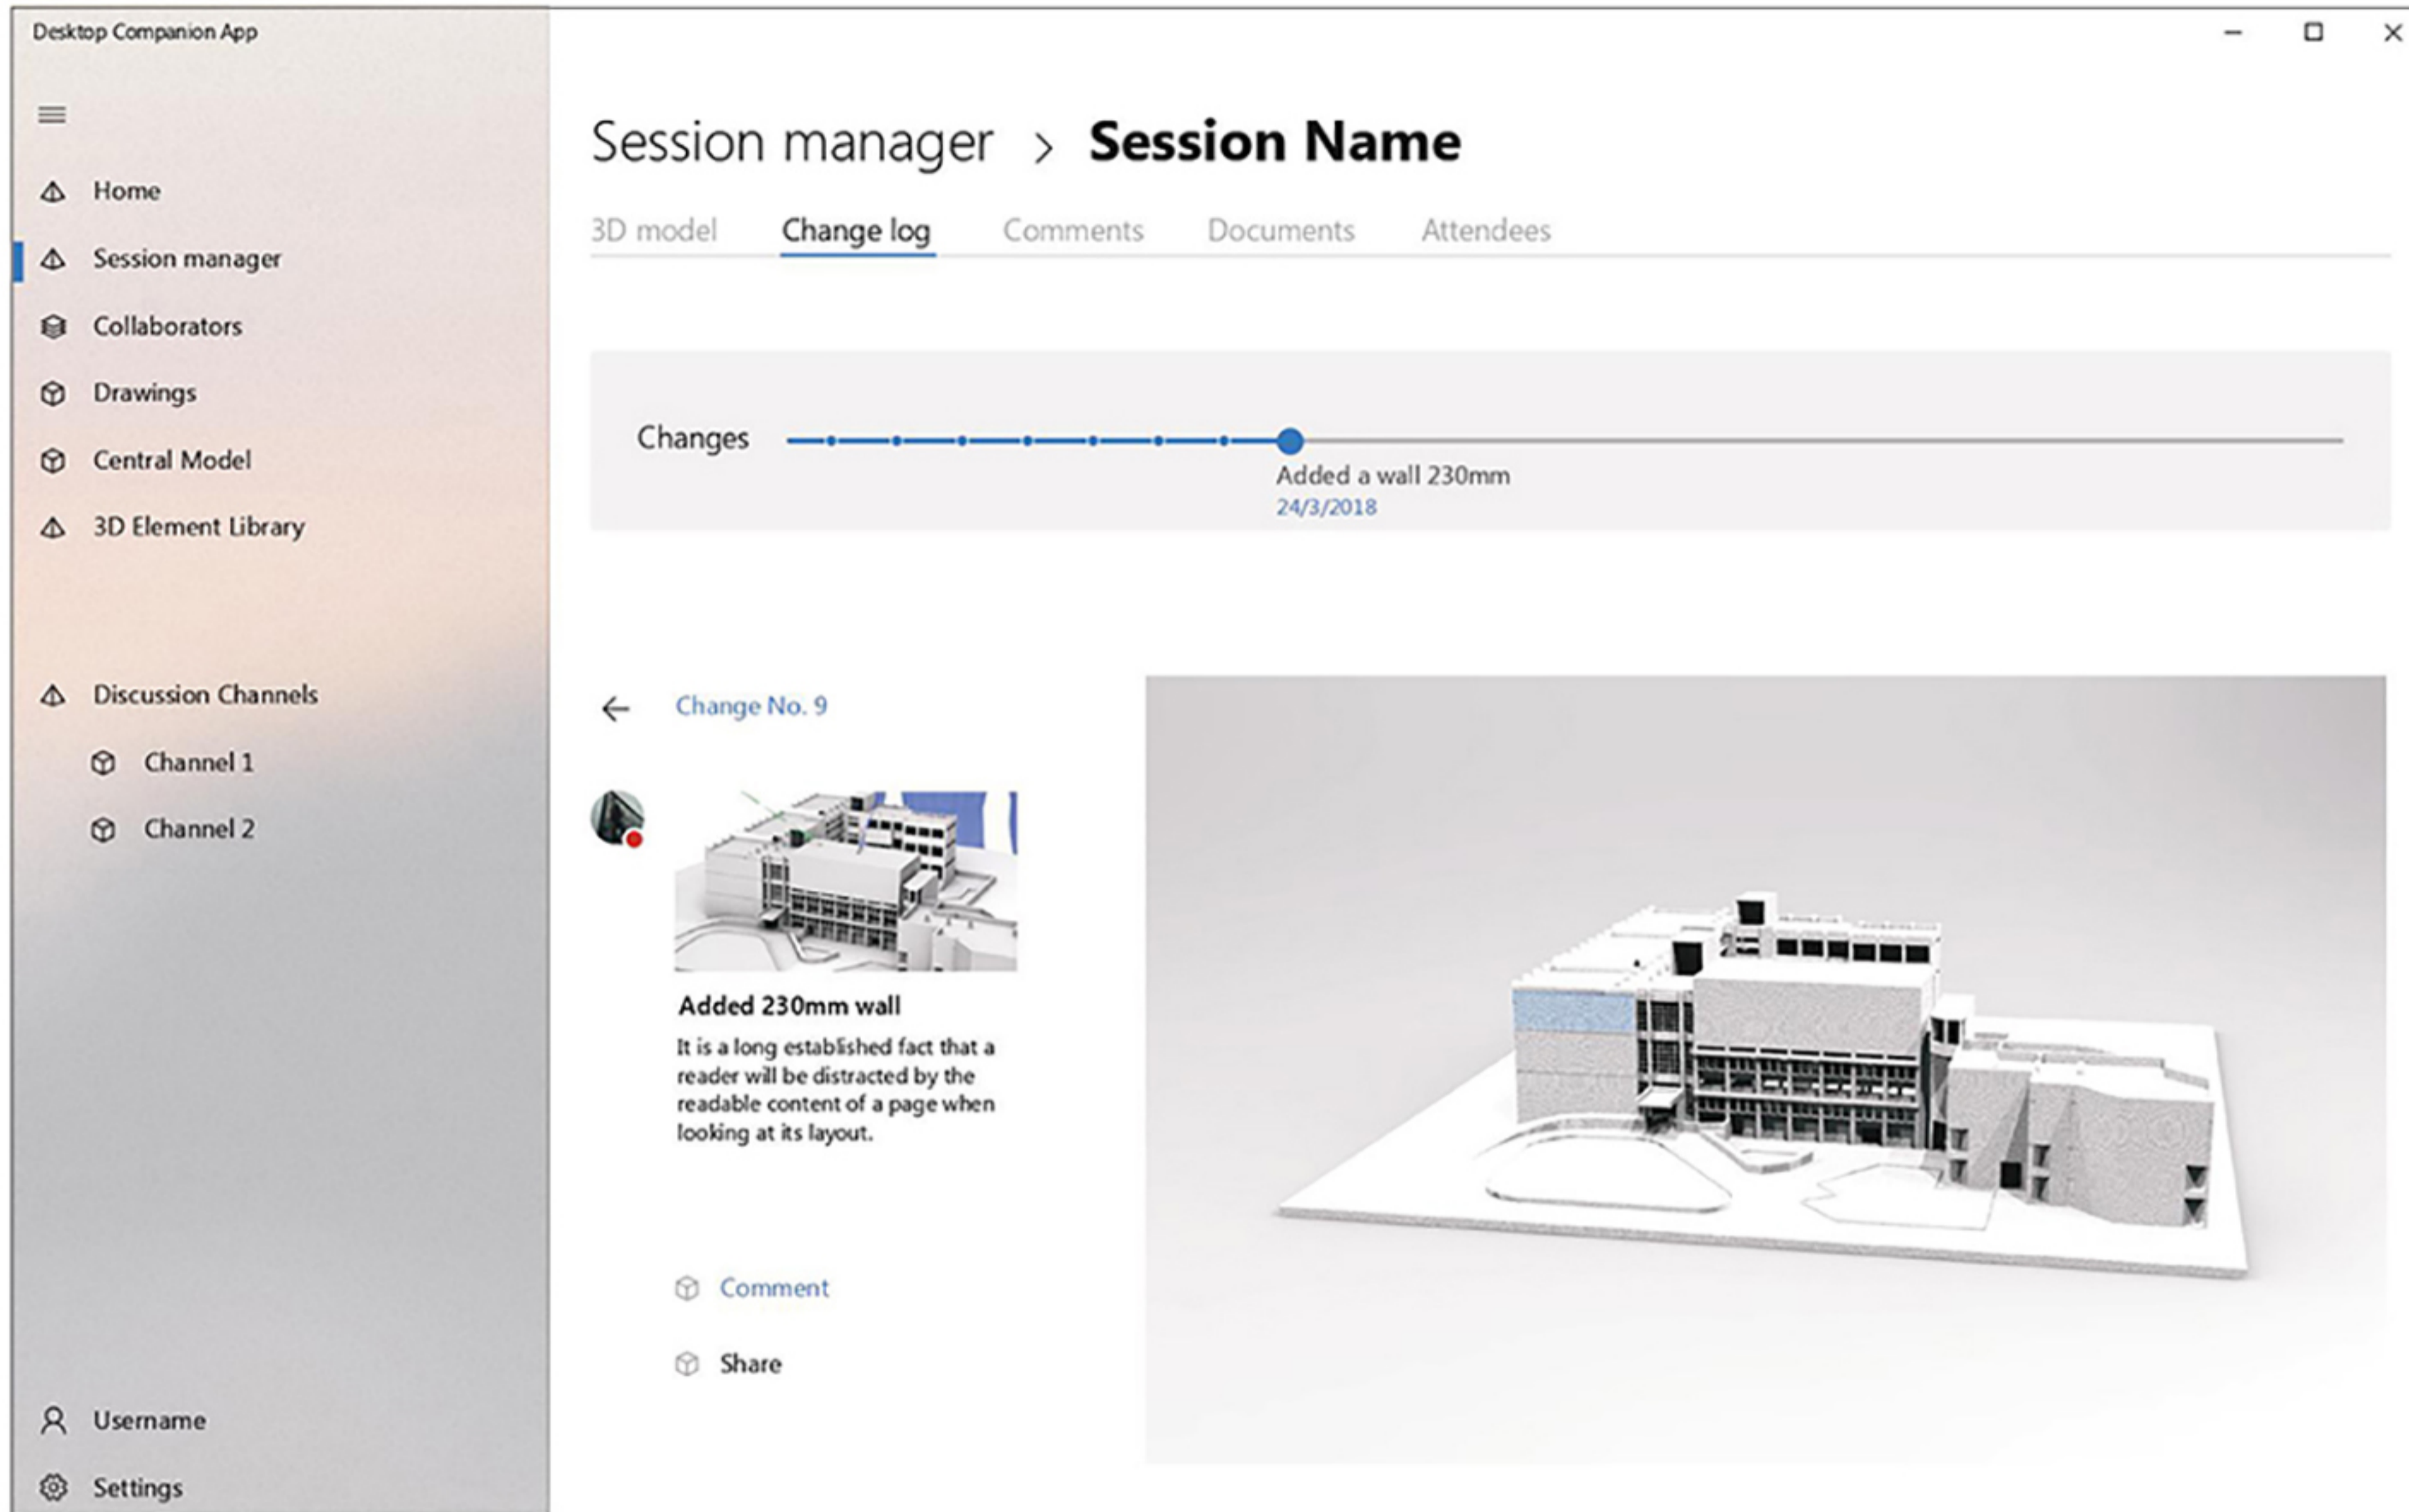 Desktop Companion App
Home
Session manager
Collaborators
Drawings
Central Model
3D Element Library
Discussion Channels
Channel 1
Channel 2
Username
Settings
Session manager > Session Name
3D model Change log Comments Documents Attendees
Changes
Added a wall 230mm
24/3/2018
Change No. 9
Added 230mm wall
It is a long established fact that a
reader will be distracted by the
readable content of a page when
looking at its layout.
Comment
Share